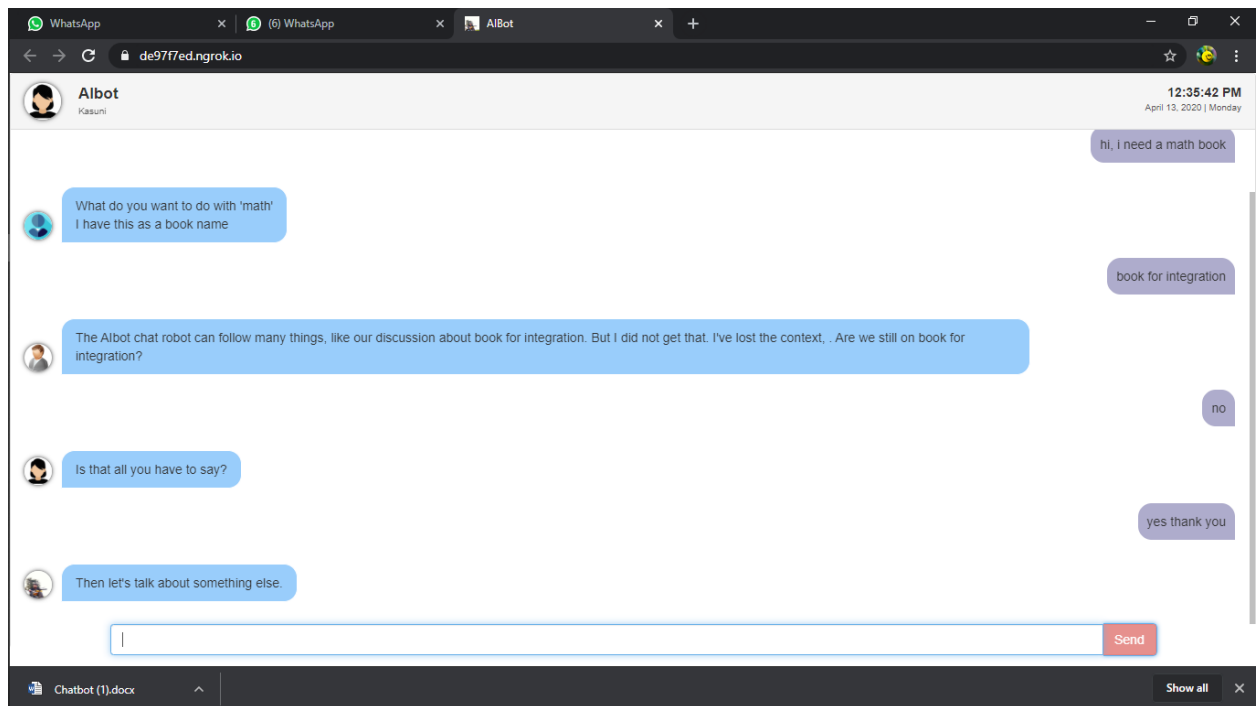 WhatsApp
6
(6) WhatsApp
AIBot
de97f7ed.ngrok.io
AIbot
Kasuni
12:35:42 PM
April 13, 2020 | Monday
hi, i need a math book
What do you want to do with 'math'
I have this as a book name
book for integration
The AIbot chat robot can follow many things, like our discussion about book for integration. But I did not get that. I've lost the context, . Are we still on book for
integration?
no
Is that all you have to say?
yes thank you
Then let's talk about something else.
Send
Chatbot (1).docx
Show all